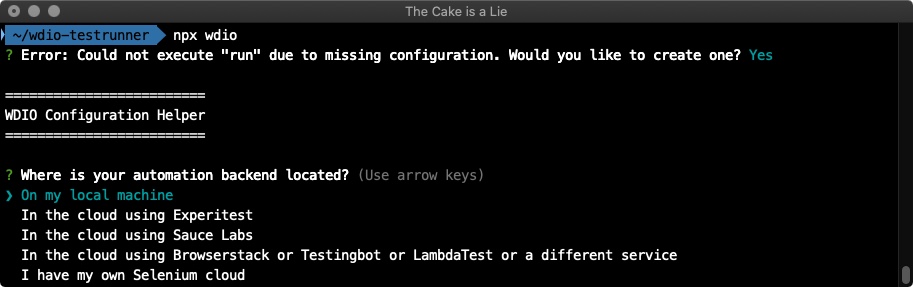 The Cake is a Lie
~/wdio-testrunner npx wdio
? Error: Could not execute "run" due to missing configuration. Would you like to create one? Yes
=========================
WDIO Configuration Helper
=========================
? Where is your automation backend located? (Use arrow keys)
❯ On my local machine
In the cloud using Experitest
In the cloud using Sauce Labs
In the cloud using Browserstack or Testingbot or LambdaTest or a different service
I have my own Selenium cloud